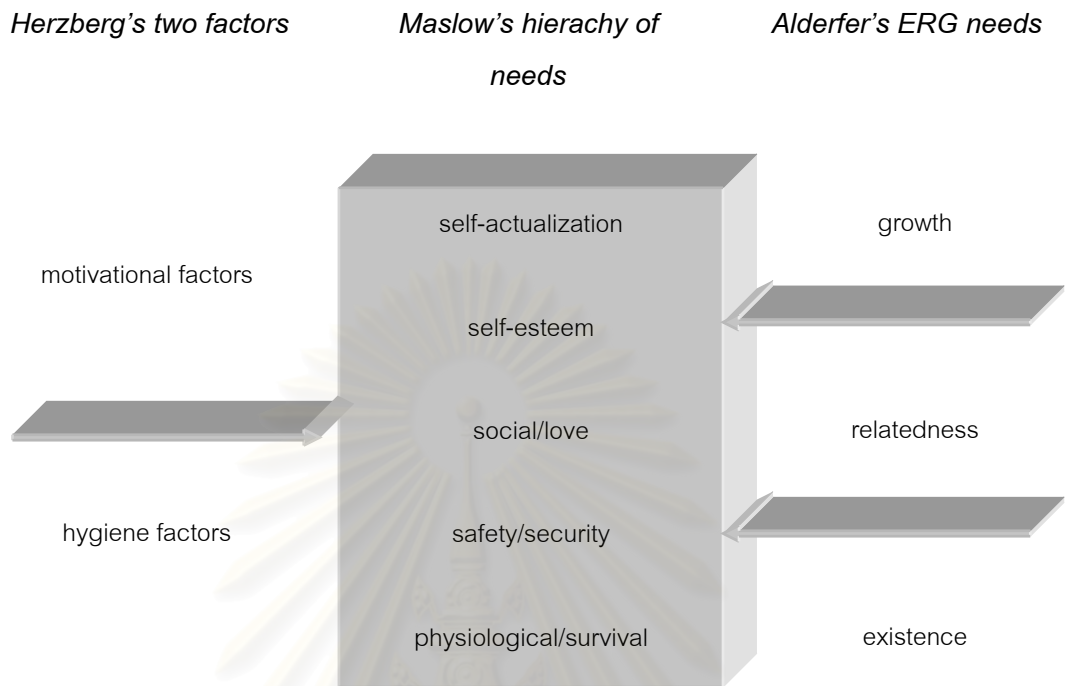 Herzberg’s two factors
Maslow’s hierachy of
needs
Alderfer’s ERG needs
self-actualization
growth
motivational factors
self-esteem
social/love
relatedness
hygiene factors
safety/security
physiological/survival
existence